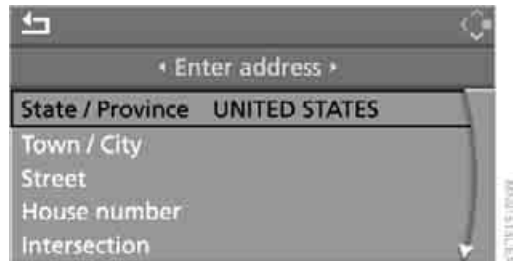 Enter address
State / Province UNITED STATES
Town / City
Street
House number
Intersection